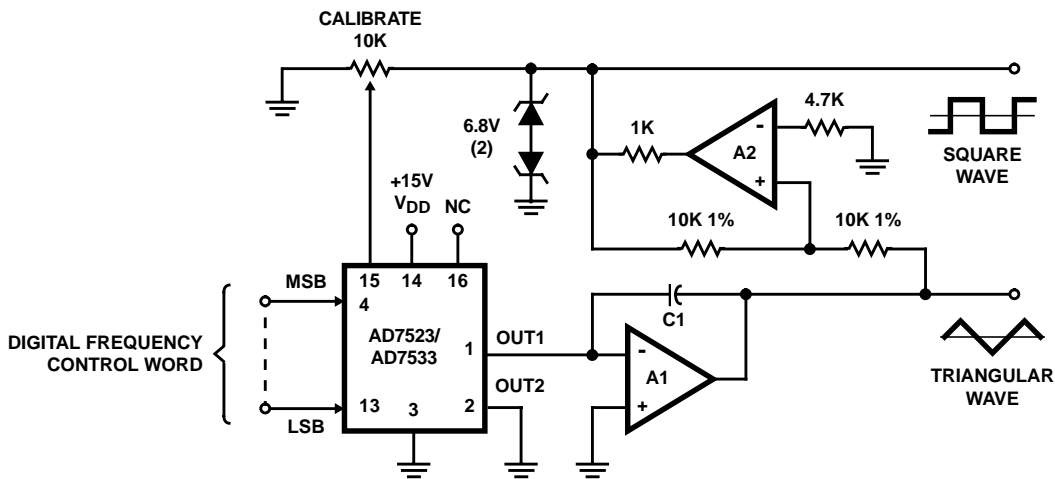 CALIBRATE
10K
6.8V
(2)
1K
A2
-
+
4.7K
SQUARE
WAVE
+15V
VDD
NC
10K 1%
10K 1%
15
14
16
MSB
4
DIGITAL FREQUENCY
CONTROL WORD
AD7523/
AD7533
1
OUT1
C1
-
A1
+
OUT2
13
3
2
LSB
TRIANGULAR
WAVE